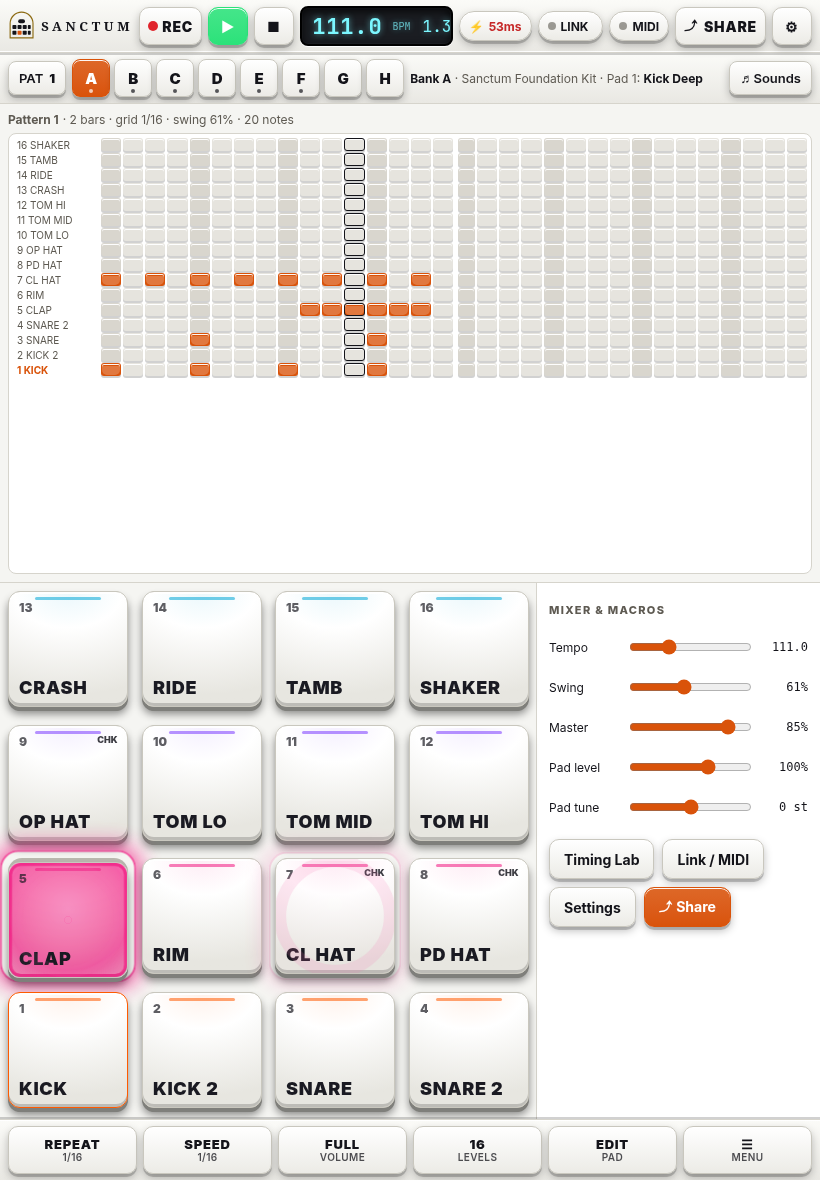 SANCTUM
REC
111.0 BPM 1.3
53ms
LINK
MIDI
SHARE
PAT 1
A B C D E F G H
Bank A · Sanctum Foundation Kit · Pad 1: Kick Deep
Sounds
Pattern 1 · 2 bars · grid 1/16 · swing 61% · 20 notes
16 SHAKER
15 TAMB
14 RIDE
13 CRASH
12 TOM HI
11 TOM MID
10 TOM LO
9 OP HAT
8 PD HAT
7 CL HAT
6 RIM
5 CLAP
4 SNARE 2
3 SNARE
2 KICK 2
1 KICK
13
CRASH
14
RIDE
15
TAMB
16
SHAKER
9 CHK
OP HAT
10
TOM LO
11
TOM MID
12
TOM HI
5
CLAP
6
RIM
7 CHK
CL HAT
8 CHK
PD HAT
1
KICK
2
KICK 2
3
SNARE
4
SNARE 2
MIXER & MACROS
Tempo 111.0
Swing 61%
Master 85%
Pad level 100%
Pad tune 0 st
Timing Lab
Link / MIDI
Settings
Share
REPEAT
1/16
SPEED
1/16
FULL
VOLUME
16
LEVELS
EDIT
PAD
MENU